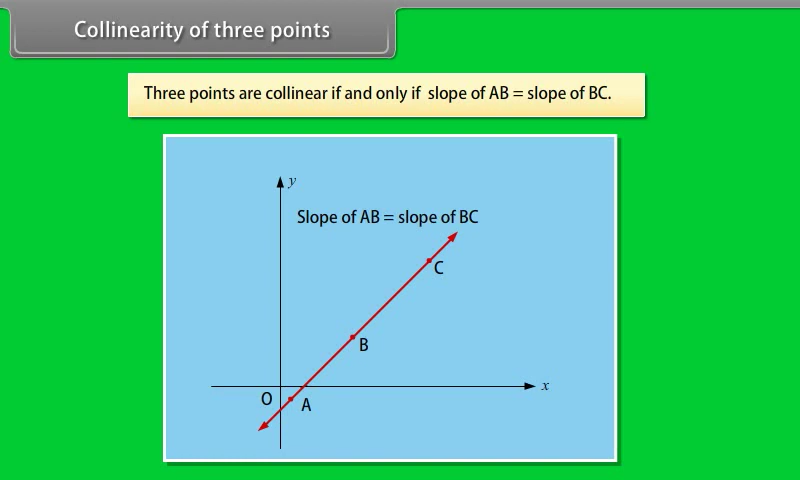 Collinearity of three points
Three points are collinear if and only if slope of AB = slope of BC.
y
Slope of AB = slope of BC
C
B
x
O
A